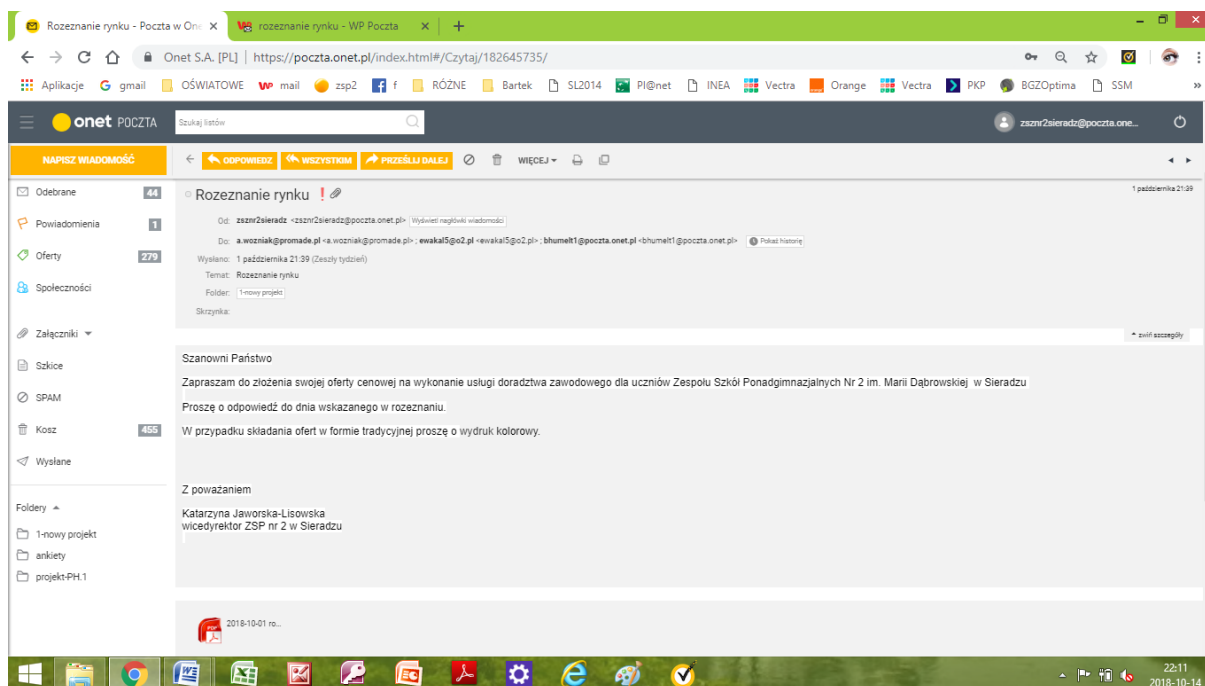 Rozeznanie rynku - Poczta w One
rozeznanie rynku - WP Poczta
Onet S.A. [PL] | https://poczta.onet.pl/index.html#/Czytaj/182645735/
Aplikacje gmail OŚWIATOWE mail zsp2 f RÓŻNE Bartek SL2014 Pl@net INEA Vectra Orange Vectra PKP BGZOptima SSM »
onet POCZTA Szukaj listów zsznr2sieradz@poczta.one...
NAPISZ WIADOMOŚĆ ODPOWIEDZ WSZYSTKIM PRZEŚLIJ DALEJ WIĘCEJ
Odebrane 44
Powiadomienia 1
Oferty 279
Społeczności
Załączniki
Szkice
SPAM
Kosz 455
Wysłane
Foldery
1-nowy projekt
ankiety
projekt-PH.1
Rozeznanie rynku ! 1 października 21:39
Od: zsznr2sieradz <zsznr2sieradz@poczta.onet.pl> Wyświetl nagłówki wiadomości
Do: a.wozniak@promade.pl <a.wozniak@promade.pl> ; ewakal5@o2.pl <ewakal5@o2.pl> ; bhumelt1@poczta.onet.pl <bhumelt1@poczta.onet.pl> Pokaż historię
Wysłano: 1 października 21:39 (Zeszły tydzień)
Temat: Rozeznanie rynku
Folder: 1-nowy projekt
Skrzynka:
zwiń szczegóły
Szanowni Państwo
Zapraszam do złożenia swojej oferty cenowej na wykonanie usługi doradztwa zawodowego dla uczniów Zespołu Szkół Ponadgimnazjalnych Nr 2 im. Marii Dąbrowskiej w Sieradzu
Proszę o odpowiedź do dnia wskazanego w rozeznaniu.
W przypadku składania ofert w formie tradycyjnej proszę o wydruk kolorowy.
Z poważaniem
Katarzyna Jaworska-Lisowska
wicedyrektor ZSP nr 2 w Sieradzu
2018-10-01 ro...
22:11
2018-10-14